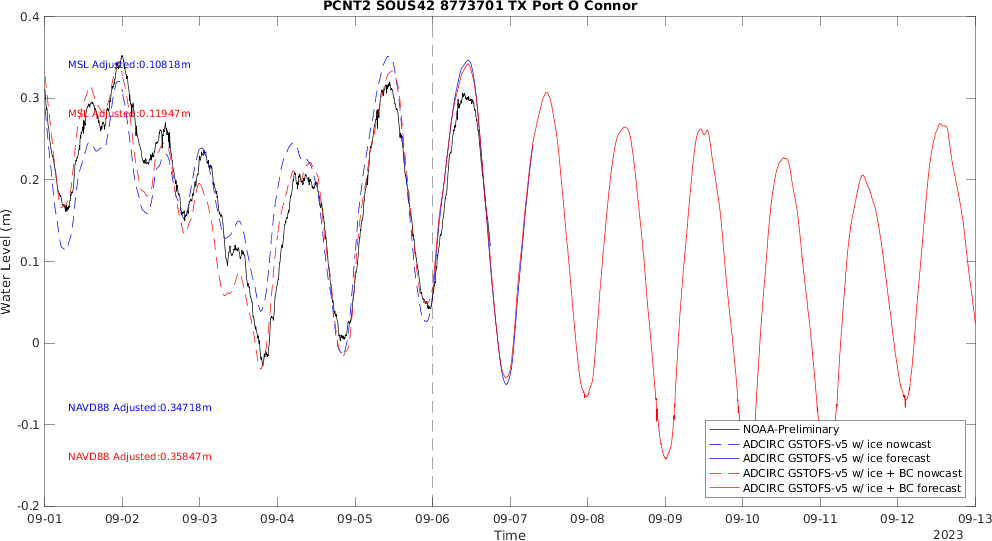 PCNT2 SOUS42 8773701 TX Port O Connor
0.4
0.3
0.2
0.1
0
-0.1
-0.2
Water Level (m)
MSL Adjusted:0.10818m
MSL Adjusted:0.11947m
NAVD88 Adjusted:0.34718m
NAVD88 Adjusted:0.35847m
NOAA-Preliminary
ADCIRC GSTOFS-v5 w/ ice nowcast
ADCIRC GSTOFS-v5 w/ ice forecast
ADCIRC GSTOFS-v5 w/ ice + BC nowcast
ADCIRC GSTOFS-v5 w/ ice + BC forecast
09-01 09-02 09-03 09-04 09-05 09-06 09-07 09-08 09-09 09-10 09-11 09-12 09-13
Time
2023